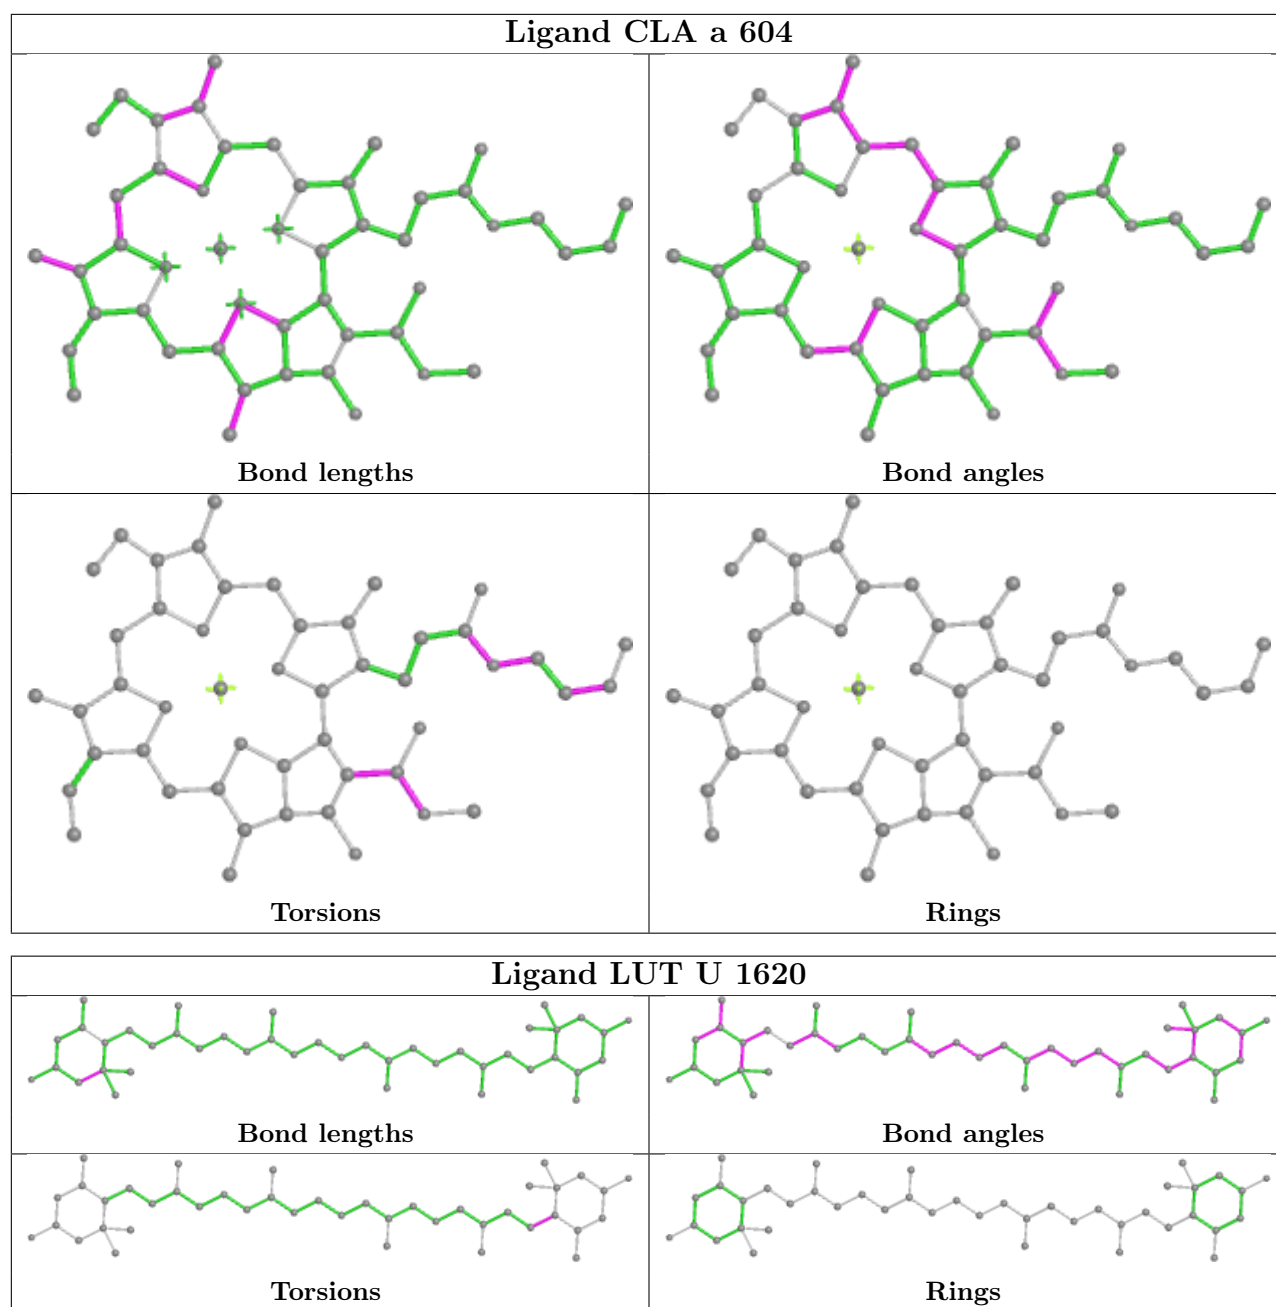 Ligand CLA a 604
Bond lengths
Bond angles
Torsions
Rings
Ligand LUT U 1620
Bond lengths
Bond angles
Torsions
Rings